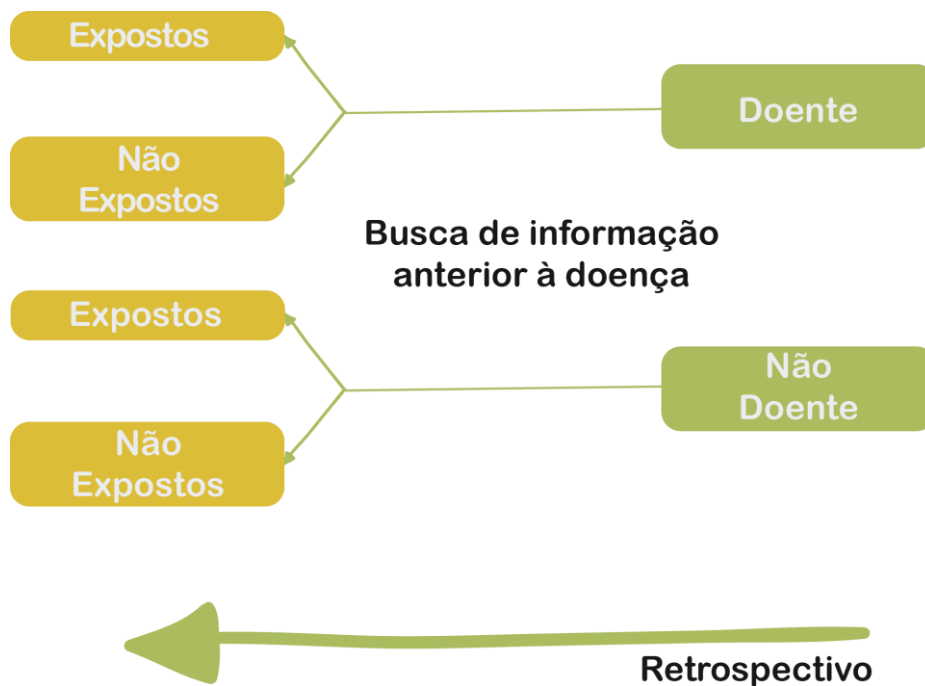 Expostos
Doente
Não
Expostos
Busca de informação
anterior à doença
Expostos
Não
Doente
Não
Expostos
Retrospectivo